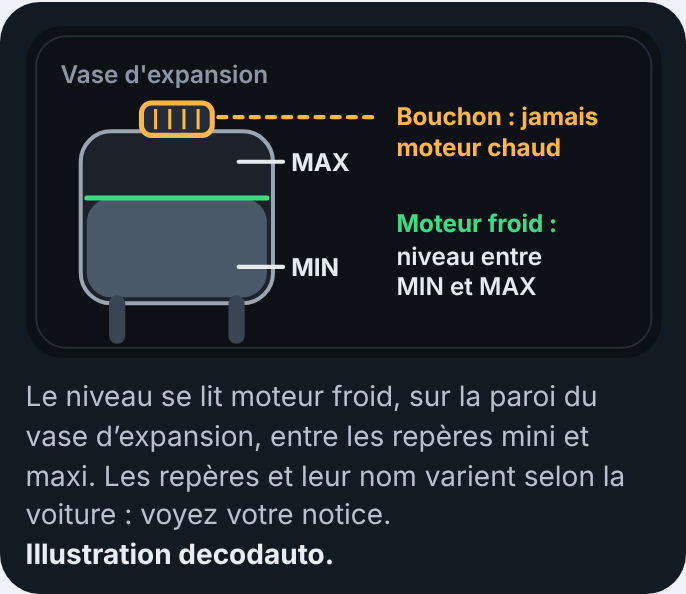 Vase d'expansion
Bouchon : jamais
moteur chaud
MAX
Moteur froid :
niveau entre
MIN et MAX
MIN
Le niveau se lit moteur froid, sur la paroi du
vase d’expansion, entre les repères mini et
maxi. Les repères et leur nom varient selon la
voiture : voyez votre notice.
Illustration decodauto.